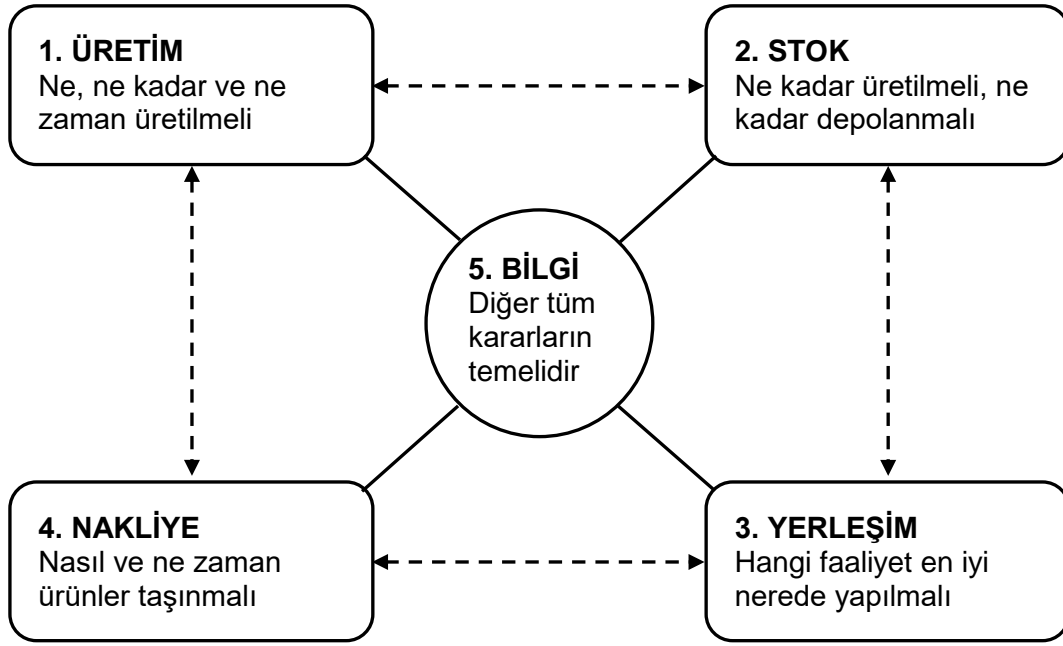 1. ÜRETİM
Ne, ne kadar ve ne
zaman üretilmeli
2. STOK
Ne kadar üretilmeli, ne
kadar depolanmalı
5. BİLGİ
Diğer tüm
kararların
temelidir
4. NAKLİYE
Nasıl ve ne zaman
ürünler taşınmalı
3. YERLEŞİM
Hangi faaliyet en iyi
nerede yapılmalı